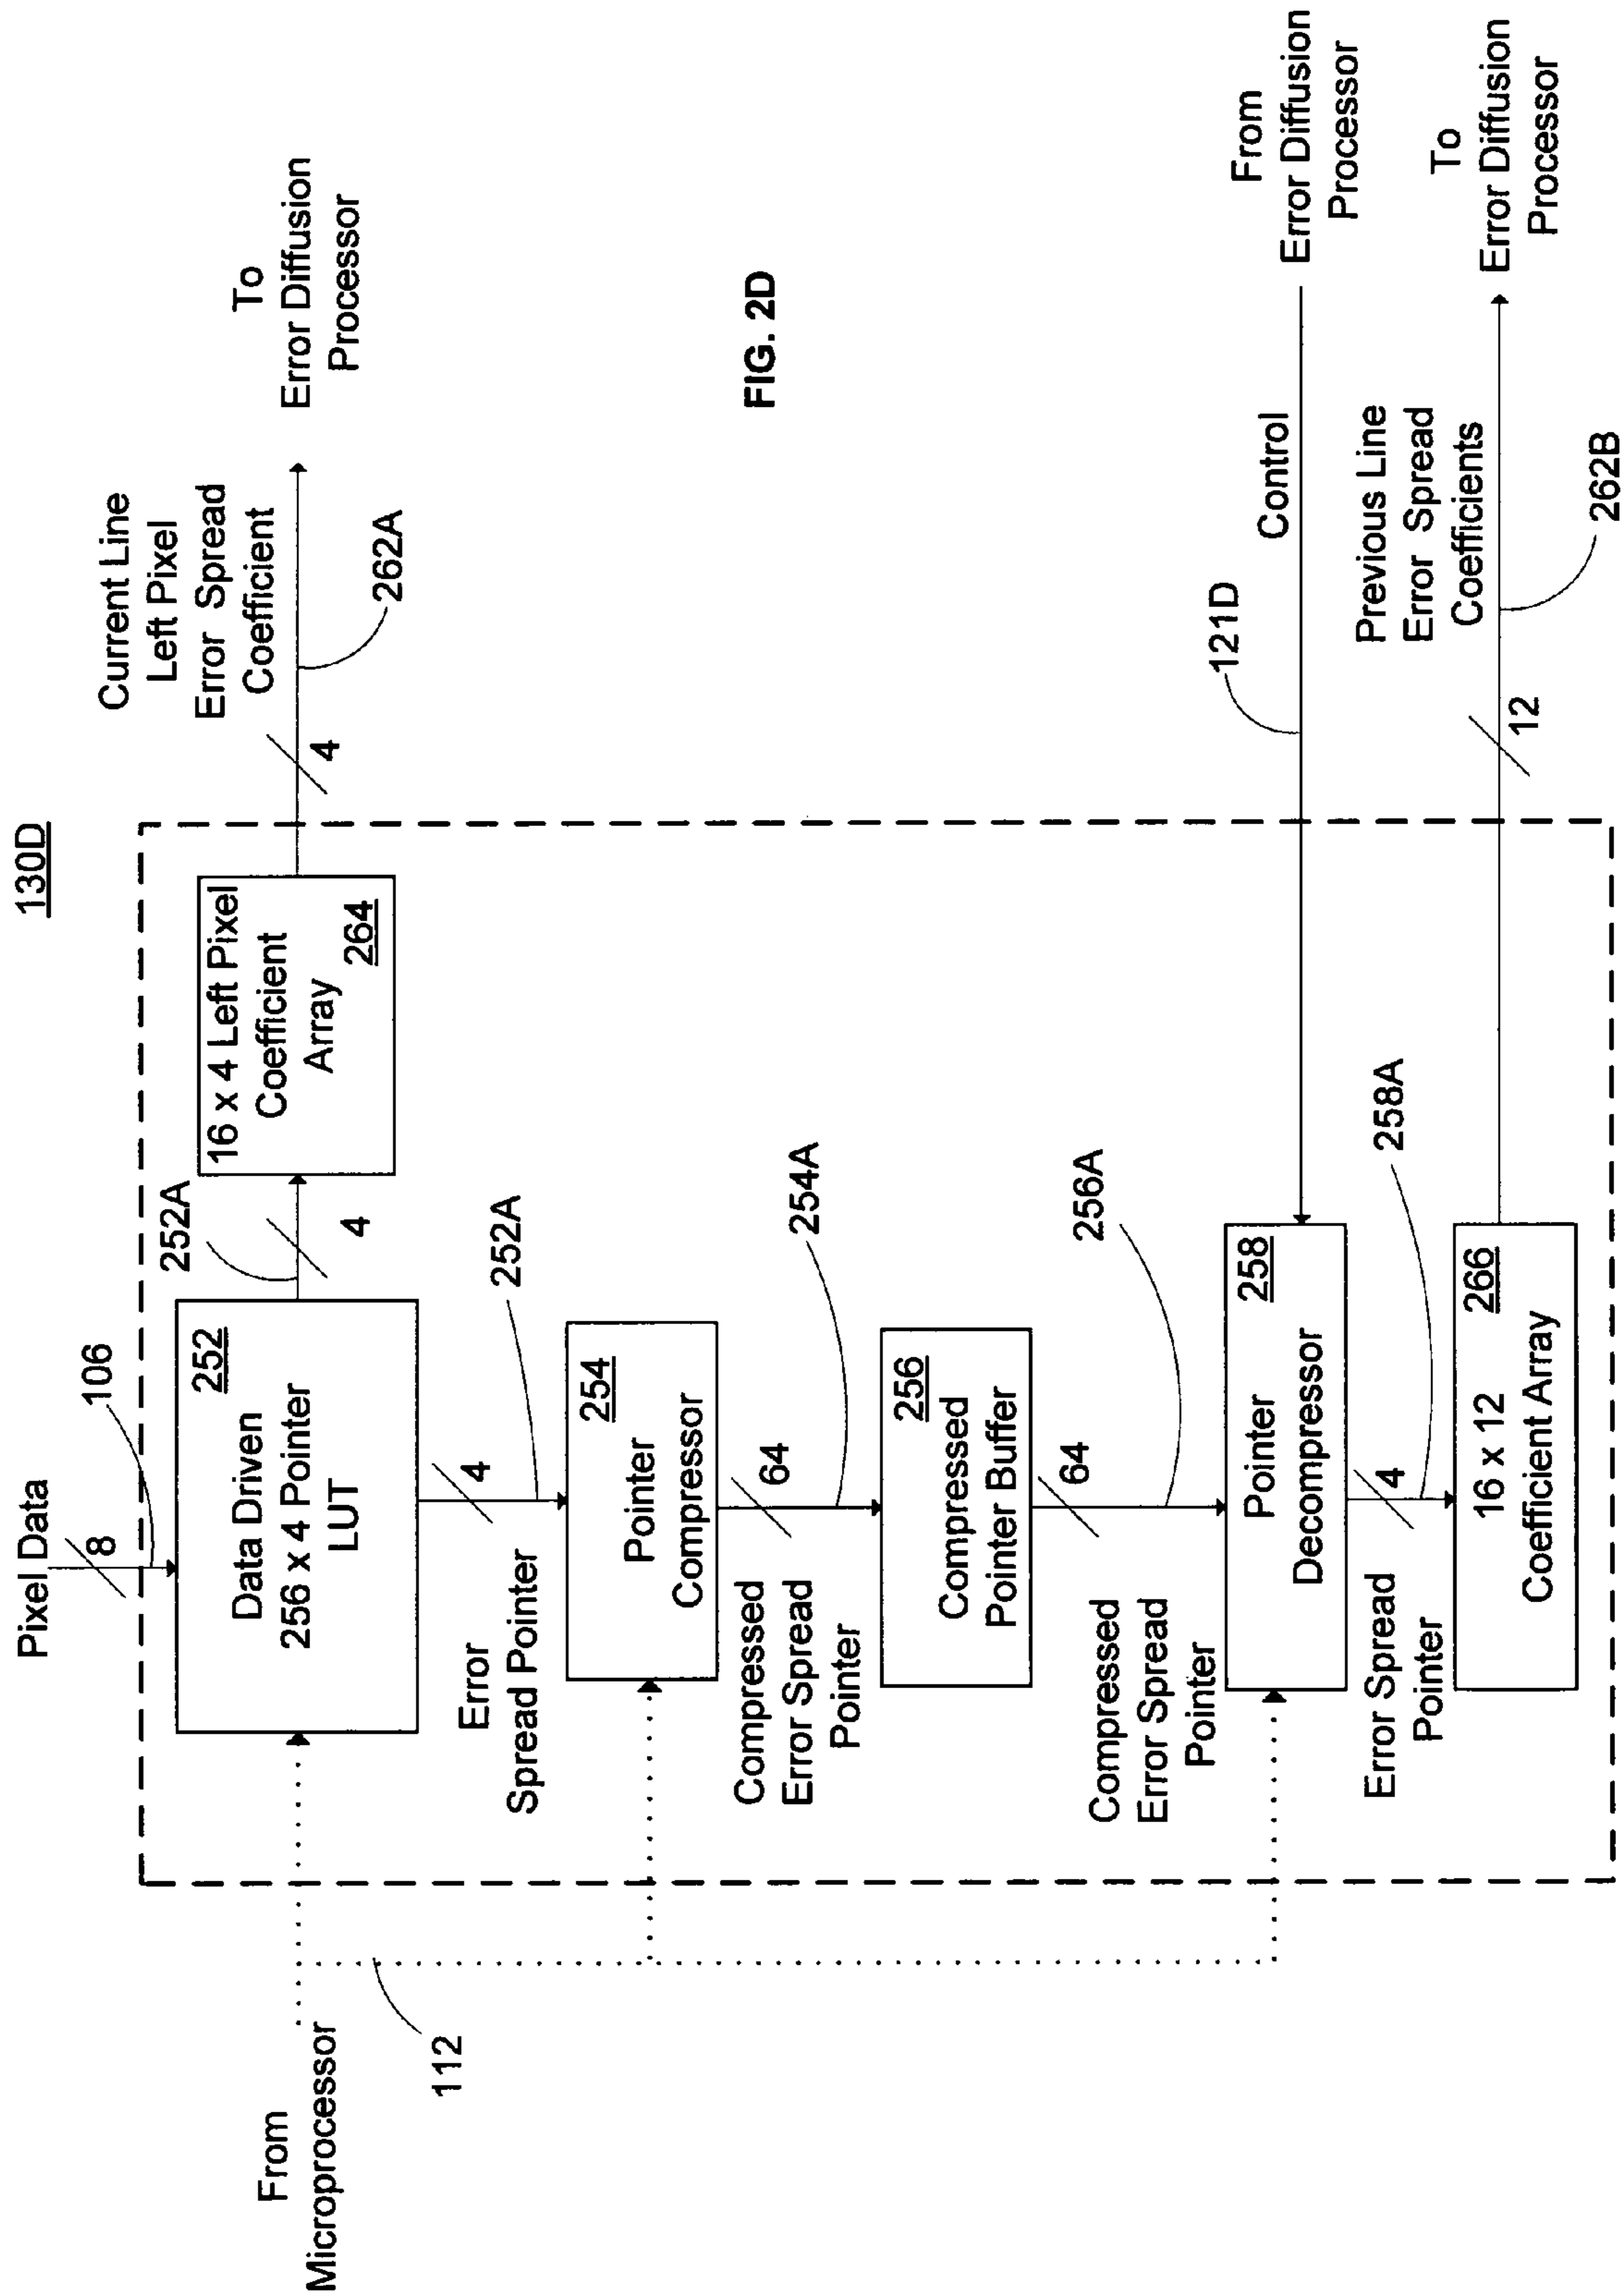 130D
Pixel Data
8
106
From
Microprocessor
112
Data Driven
256 x 4 Pointer
LUT
252
252A
4
16 x 4 Left Pixel
Coefficient
Array
264
4
Current Line
Left Pixel
Error Spread
Coefficient
262A
To
Error Diffusion
Processor
Error
Spread Pointer
4
252A
Pointer
Compressor
254
Compressed
Error Spread
Pointer
64
254A
Compressed
Pointer Buffer
256
Compressed
Error Spread
Pointer
64
256A
FIG. 2D
Pointer
Decompressor
258
121D
Control
From
Error Diffusion
Processor
Error Spread
Pointer
4
258A
16 x 12
Coefficient Array
266
12
Previous Line
Error Spread
Coefficients
262B
To
Error Diffusion
Processor